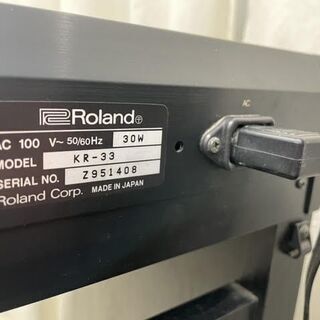 Roland
AC 100 V~ 50/60Hz 30W
MODEL KR-33
SERIAL NO. Z951408
Roland Corp. MADE IN JAPAN
AC